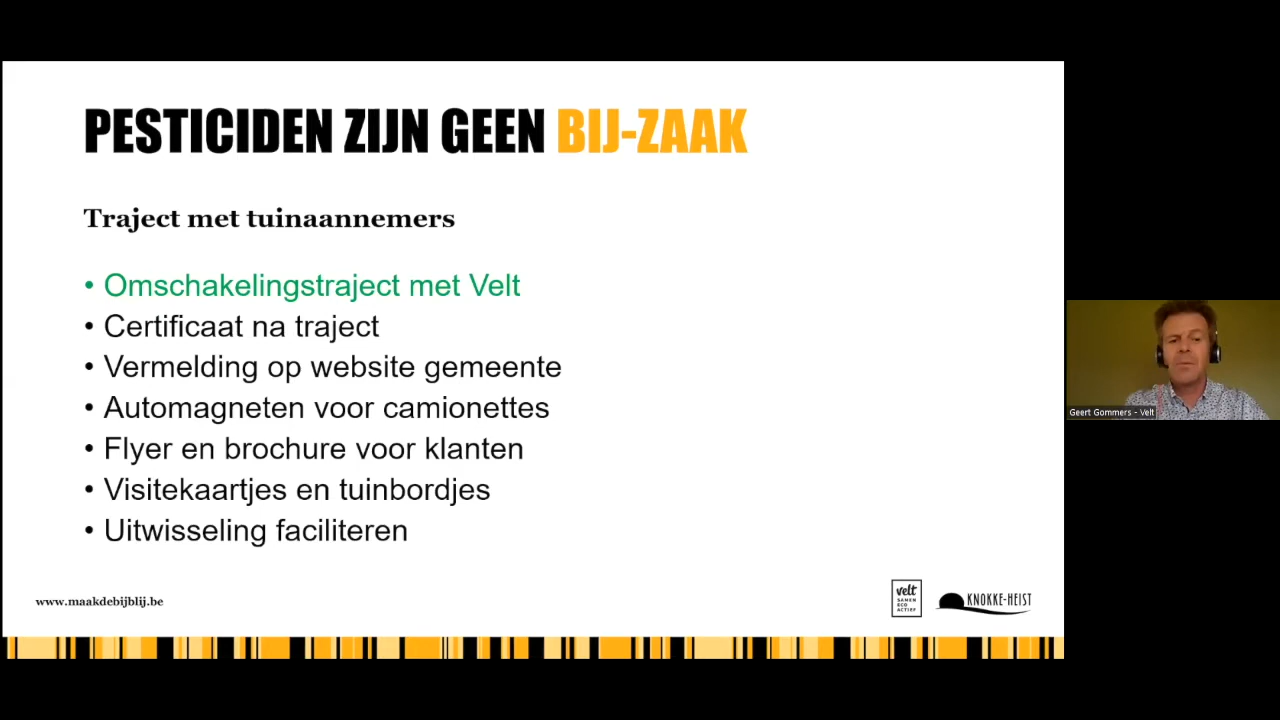 PESTICIDEN ZIJN GEEN BIJ-ZAAK
Traject met tuinaannemers
• Omschakelingstraject met Velt
• Certificaat na traject
• Vermelding op website gemeente
• Automagneten voor camionettes
• Flyer en brochure voor klanten
• Visitekaartjes en tuinbordjes
• Uitwisseling faciliteren
Geert Gommers - Velt
www.maakdebijblij.be
velt
SAMEN
ECO
ACTIEF
KNOKKE-HEIST